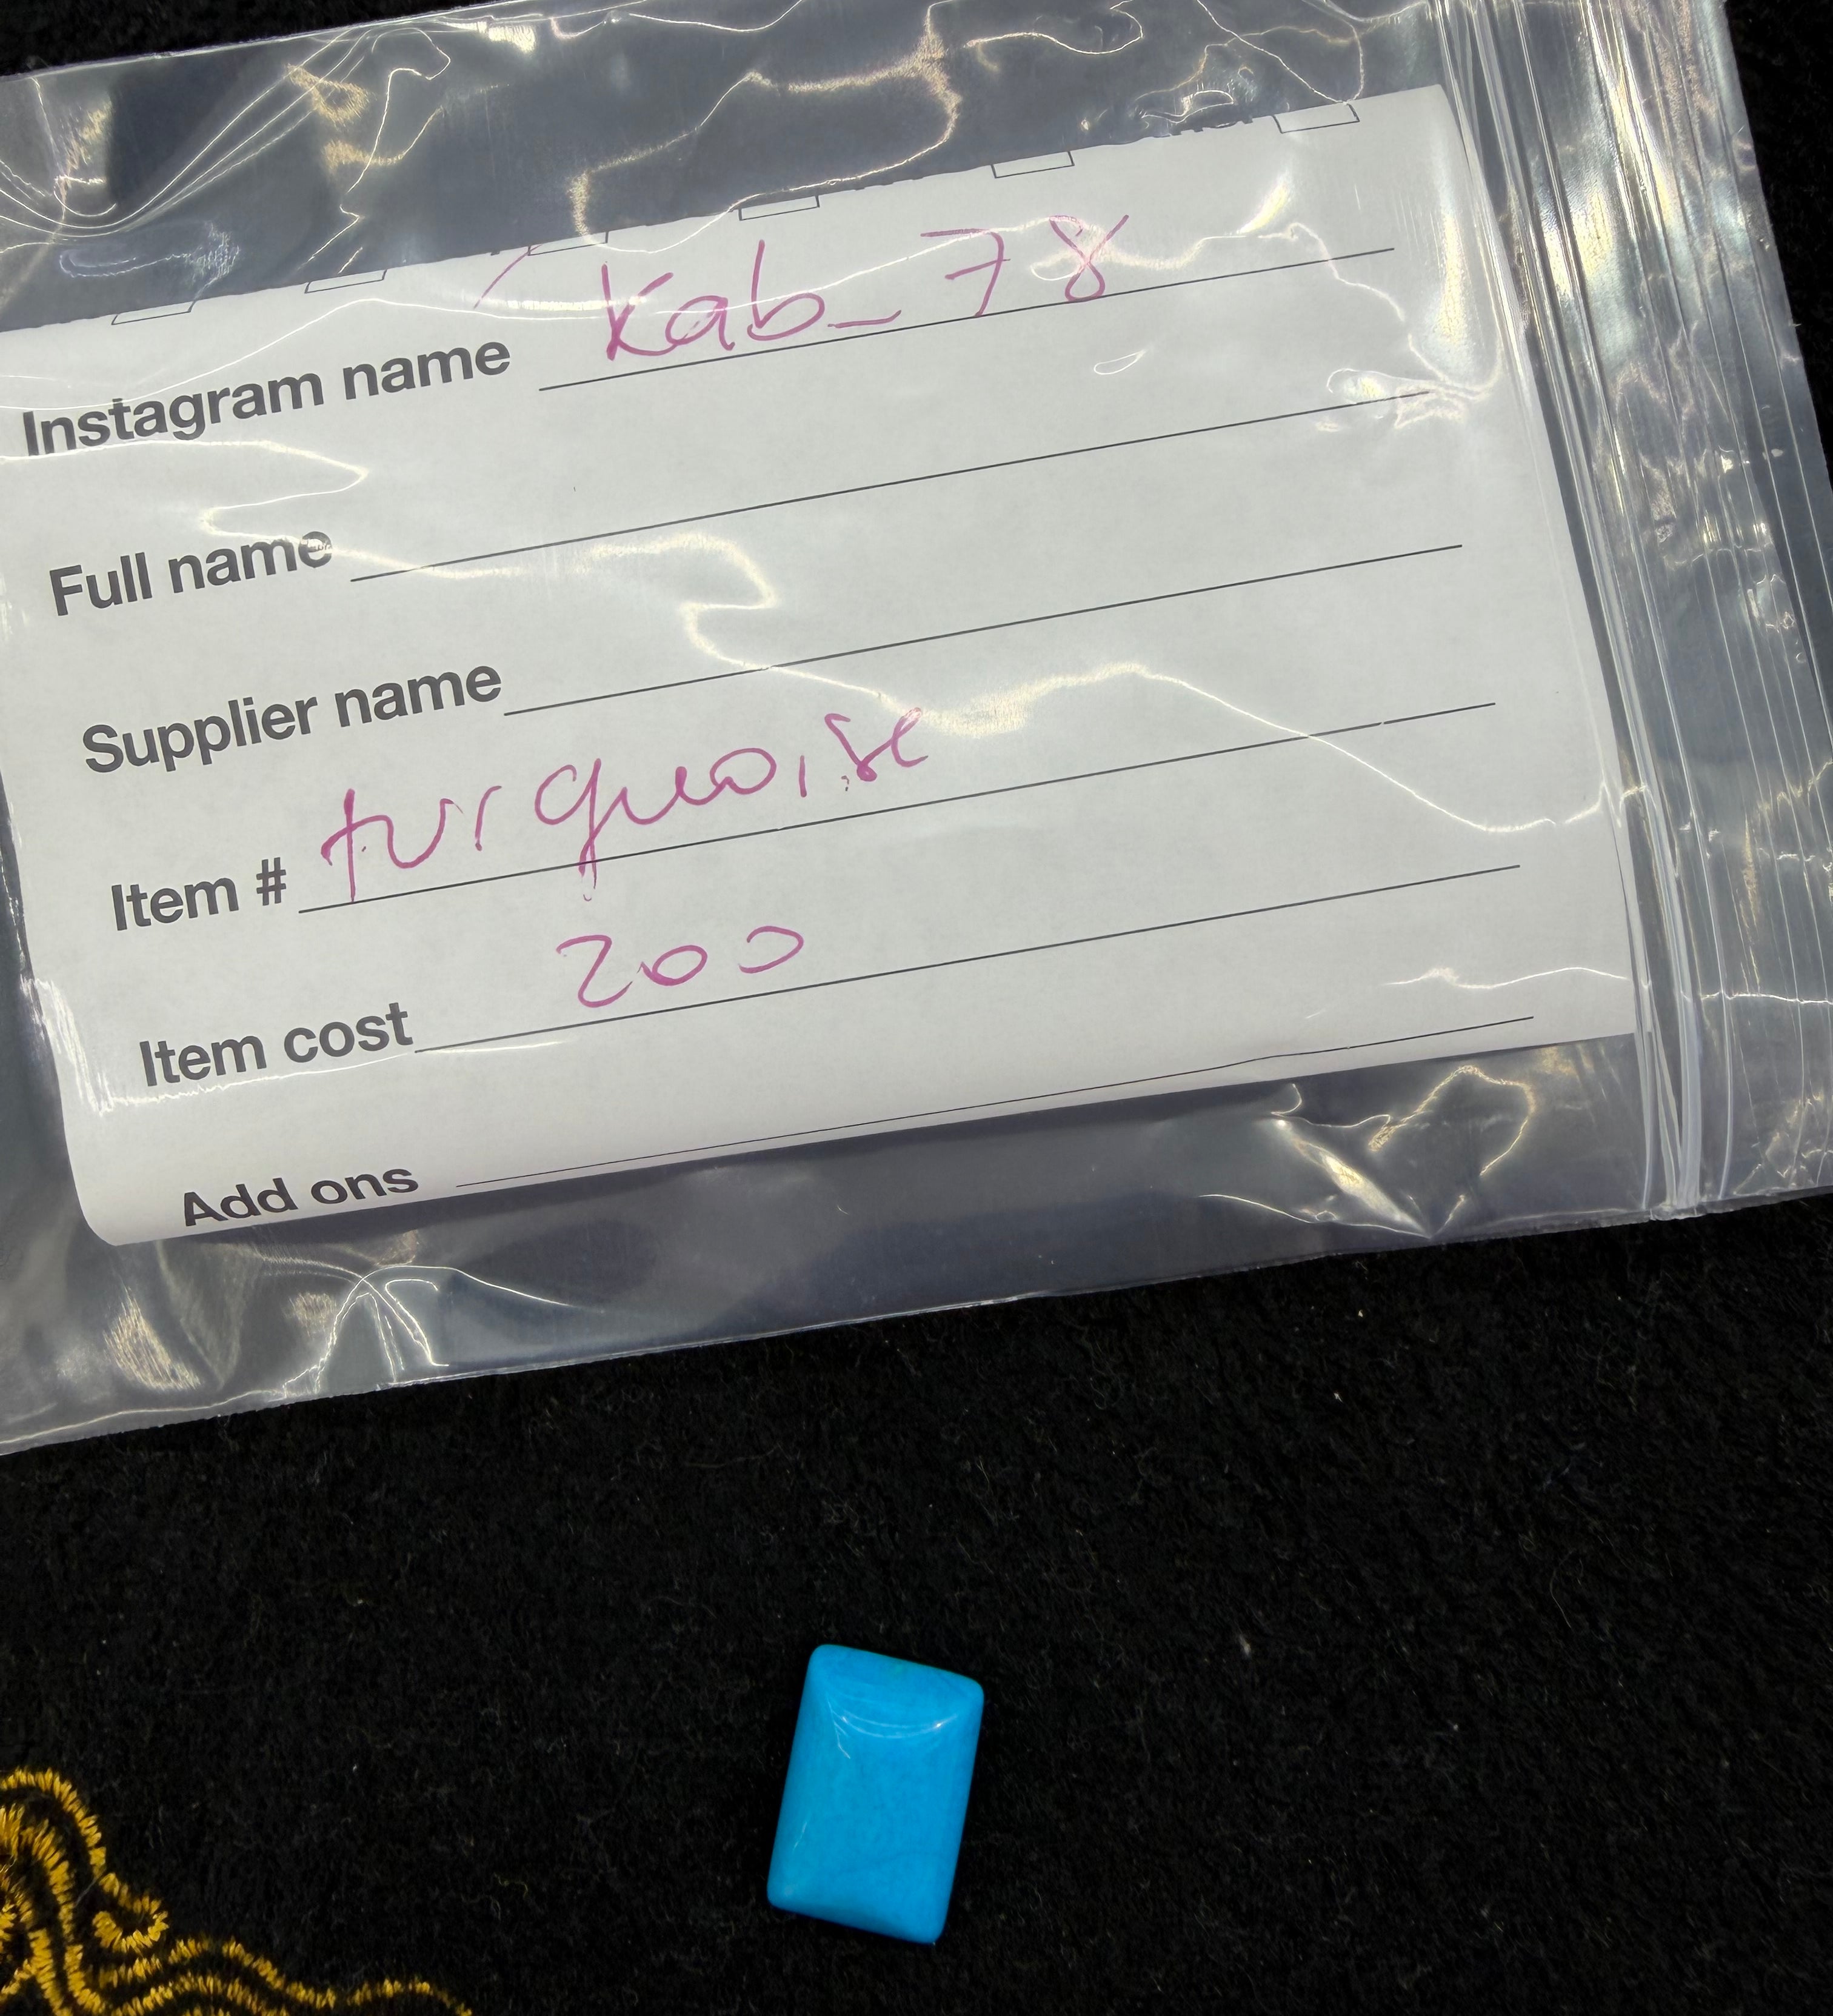 Instagram name kab_78
Full name
Supplier name
Item # turquoise
Item cost 200
Add ons